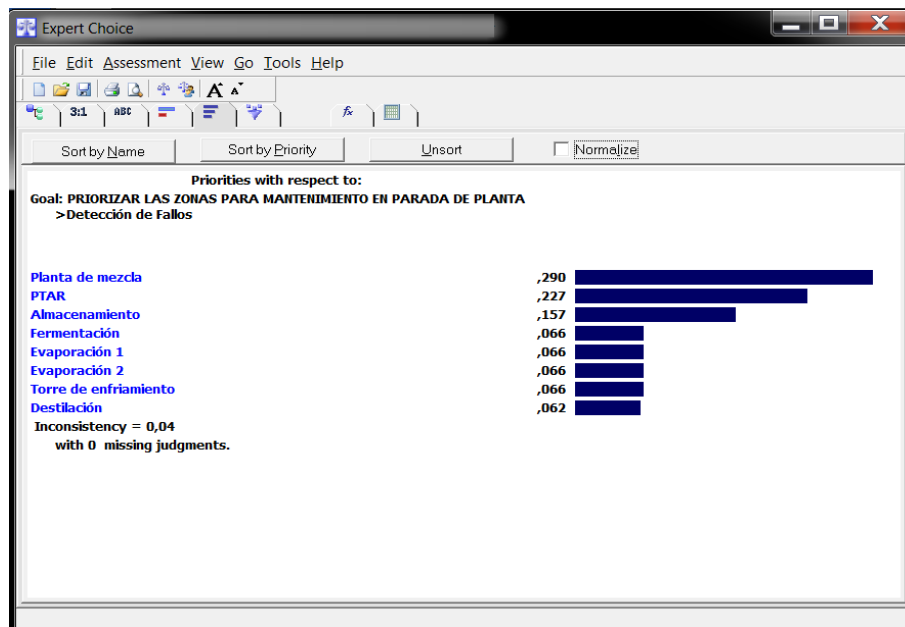 Expert Choice
File Edit Assessment View Go Tools Help
A A
3:1 ABC fx
Sort by Name Sort by Priority Unsort Normalize
Priorities with respect to:
Goal: PRIORIZAR LAS ZONAS PARA MANTENIMIENTO EN PARADA DE PLANTA
>Detección de Fallos
Planta de mezcla ,290
PTAR ,227
Almacenamiento ,157
Fermentación ,066
Evaporación 1 ,066
Evaporación 2 ,066
Torre de enfriamiento ,066
Destilación ,062
Inconsistency = 0,04
with 0 missing judgments.